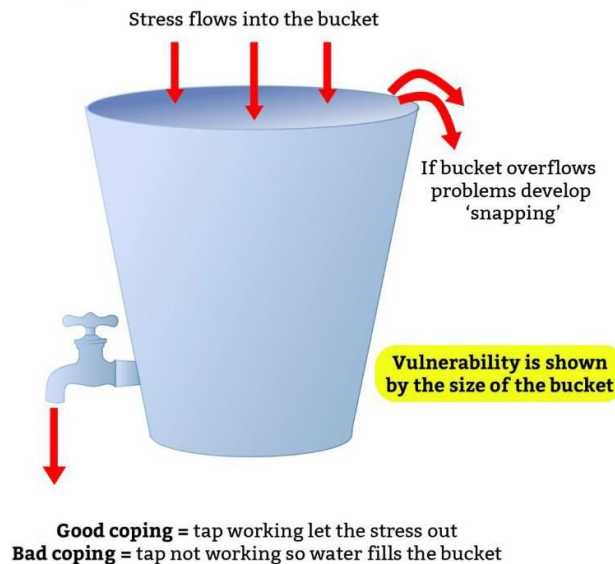 Stress flows into the bucket
If bucket overflows
problems develop
‘snapping’
Vulnerability is shown
by the size of the bucket
Good coping = tap working let the stress out
Bad coping = tap not working so water fills the bucket